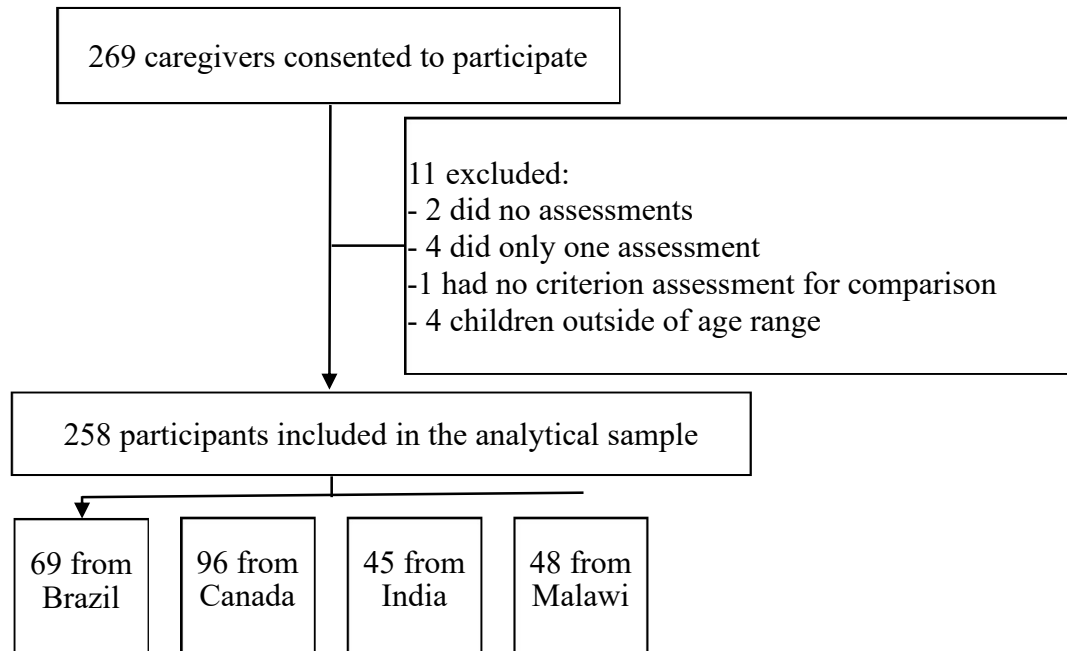 269 caregivers consented to participate
11 excluded:
- 2 did no assessments
- 4 did only one assessment
-1 had no criterion assessment for comparison
- 4 children outside of age range
258 participants included in the analytical sample
69 from
Brazil
96 from
Canada
45 from
India
48 from
Malawi